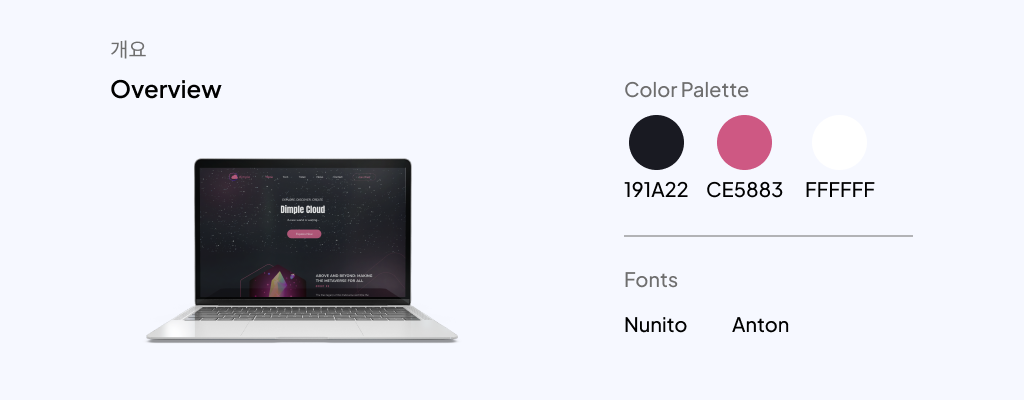 개요
Overview
EXPLORE. DISCOVER. CREATE
Dimple Cloud
ABOVE AND BEYOND: MAKING
THE METAVERSE FOR ALL
Color Palette
191A22 CE5883 FFFFFF
Fonts
Nunito Anton